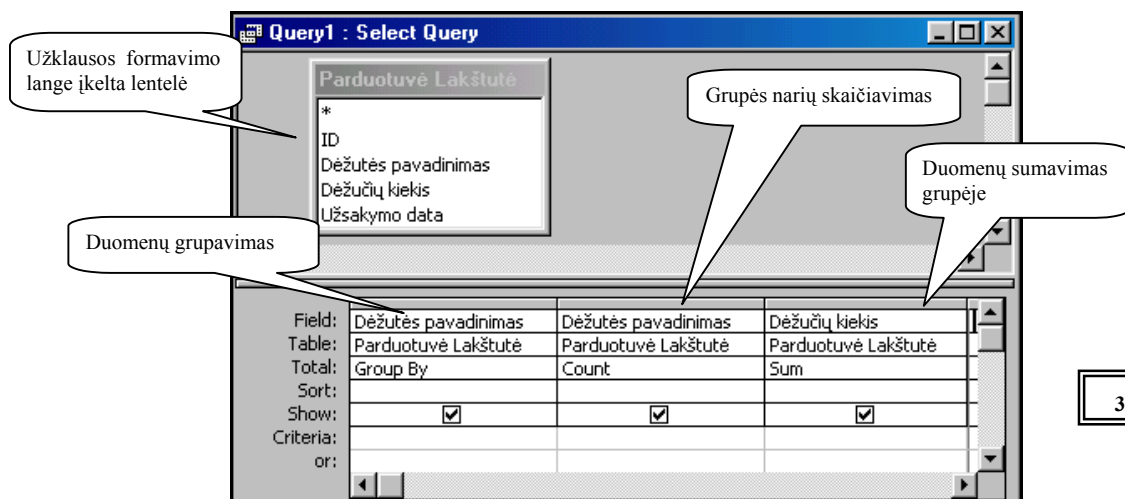 Query1 : Select Query
Užklausos formavimo
lange įkelta lentelė
Parduotuvė Lakštutė
*
ID
Dėžutės pavadinimas
Dėžučių kiekis
Užsakymo data
Grupės narių skaičiavimas
Duomenų sumavimas
grupėje
Duomenų grupavimas
Field: Dėžutės pavadinimas Dėžutės pavadinimas Dėžučių kiekis
Table: Parduotuvė Lakštutė Parduotuvė Lakštutė Parduotuvė Lakštutė
Total: Group By Count Sum
Sort:
Show:
Criteria:
or:
3